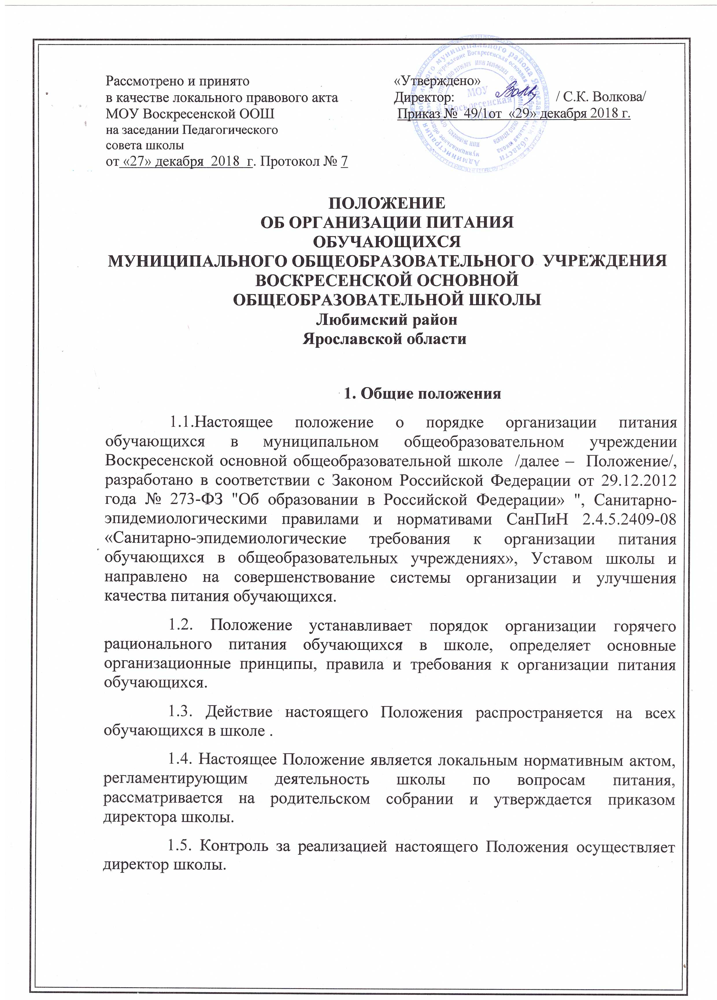 Рассмотрено и принято
в качестве локального правового акта
МОУ Воскресенской ООШ
на заседании Педагогического
совета школы
от «27» декабря 2018 г. Протокол № 7
«Утверждено»
Директор: / С.К. Волкова/
Приказ № 49/1от «29» декабря 2018 г.
МОУ
Воскресенская
ПОЛОЖЕНИЕ
ОБ ОРГАНИЗАЦИИ ПИТАНИЯ
ОБУЧАЮЩИХСЯ
МУНИЦИПАЛЬНОГО ОБЩЕОБРАЗОВАТЕЛЬНОГО УЧРЕЖДЕНИЯ
ВОСКРЕСЕНСКОЙ ОСНОВНОЙ
ОБЩЕОБРАЗОВАТЕЛЬНОЙ ШКОЛЫ
Любимский район
Ярославской области
1. Общие положения
1.1.Настоящее положение о порядке организации питания
обучающихся в муниципальном общеобразовательном учреждении
Воскресенской основной общеобразовательной школе /далее – Положение/,
разработано в соответствии с Законом Российской Федерации от 29.12.2012
года № 273-ФЗ "Об образовании в Российской Федерации» ", Санитарно-
эпидемиологическими правилами и нормативами СанПиН 2.4.5.2409-08
«Санитарно-эпидемиологические требования к организации питания
обучающихся в общеобразовательных учреждениях», Уставом школы и
направлено на совершенствование системы организации и улучшения
качества питания обучающихся.
1.2. Положение устанавливает порядок организации горячего
рационального питания обучающихся в школе, определяет основные
организационные принципы, правила и требования к организации питания
обучающихся.
1.3. Действие настоящего Положения распространяется на всех
обучающихся в школе .
1.4. Настоящее Положение является локальным нормативным актом,
регламентирующим деятельность школы по вопросам питания,
рассматривается на родительском собрании и утверждается приказом
директора школы.
1.5. Контроль за реализацией настоящего Положения осуществляет
директор школы.